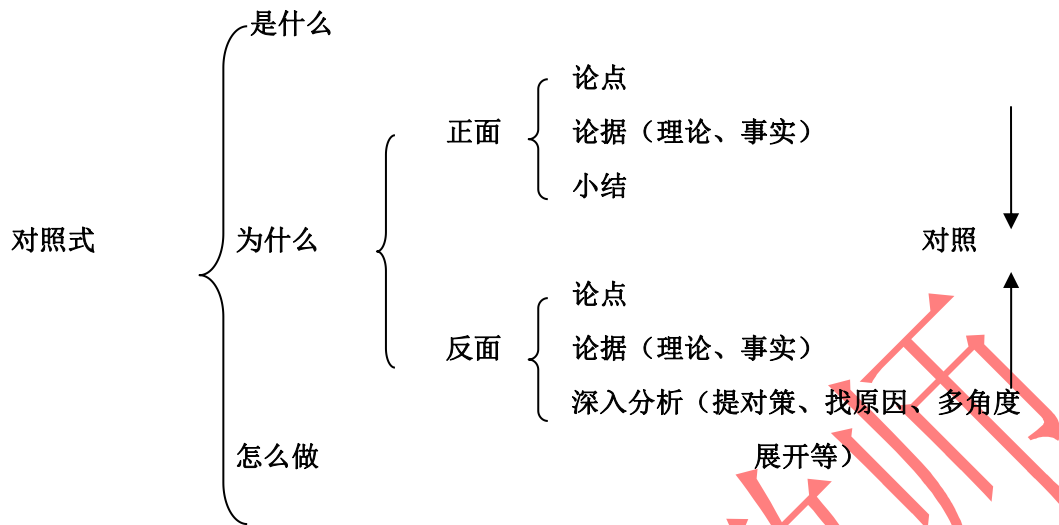 是什么
论点
正面 论据（理论、事实）
小结
对照式 为什么 对照
论点
反面 论据（理论、事实）
深入分析（提对策、找原因、多角度
怎么做 展开等）
师